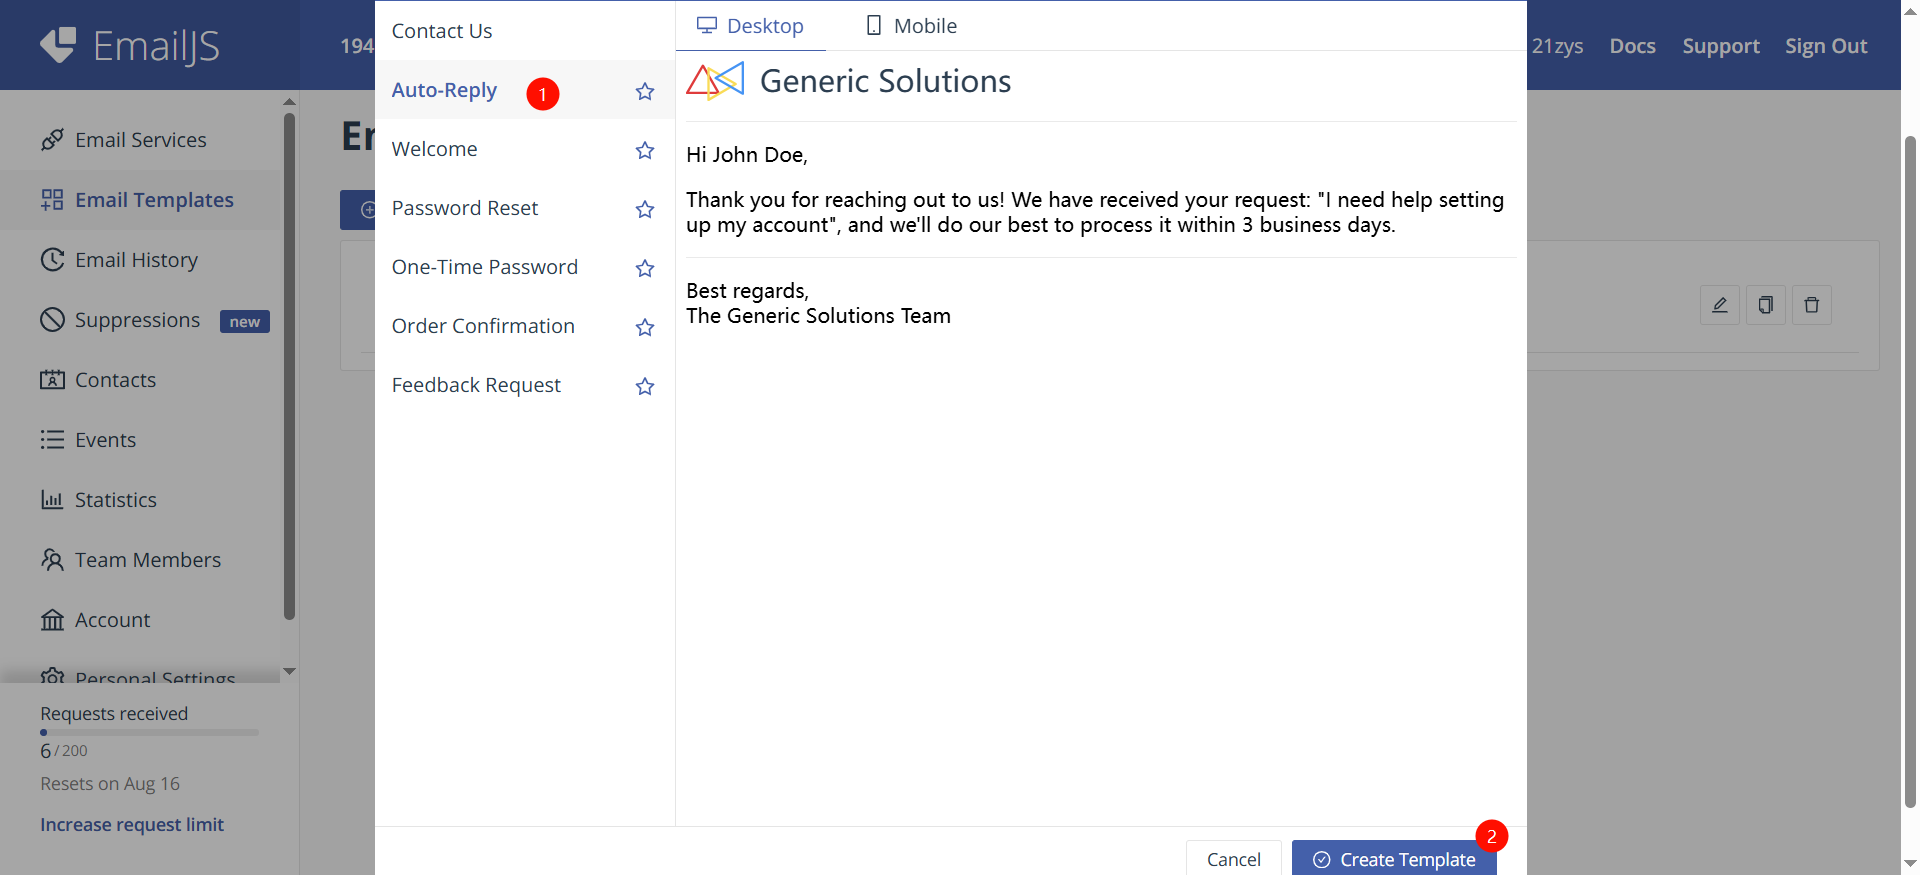 EmailJS
194
21zys
Docs
Support
Sign Out
Email Services
Email Templates
Email History
Suppressions
new
Contacts
Events
Statistics
Team Members
Account
Personal Settings
Requests received
6 / 200
Resets on Aug 16
Increase request limit
Contact Us
Auto-Reply
1
Welcome
Password Reset
One-Time Password
Order Confirmation
Feedback Request
Desktop
Mobile
Generic Solutions
Hi John Doe,
Thank you for reaching out to us! We have received your request: "I need help setting
up my account", and we'll do our best to process it within 3 business days.
Best regards,
The Generic Solutions Team
Cancel
Create Template
2